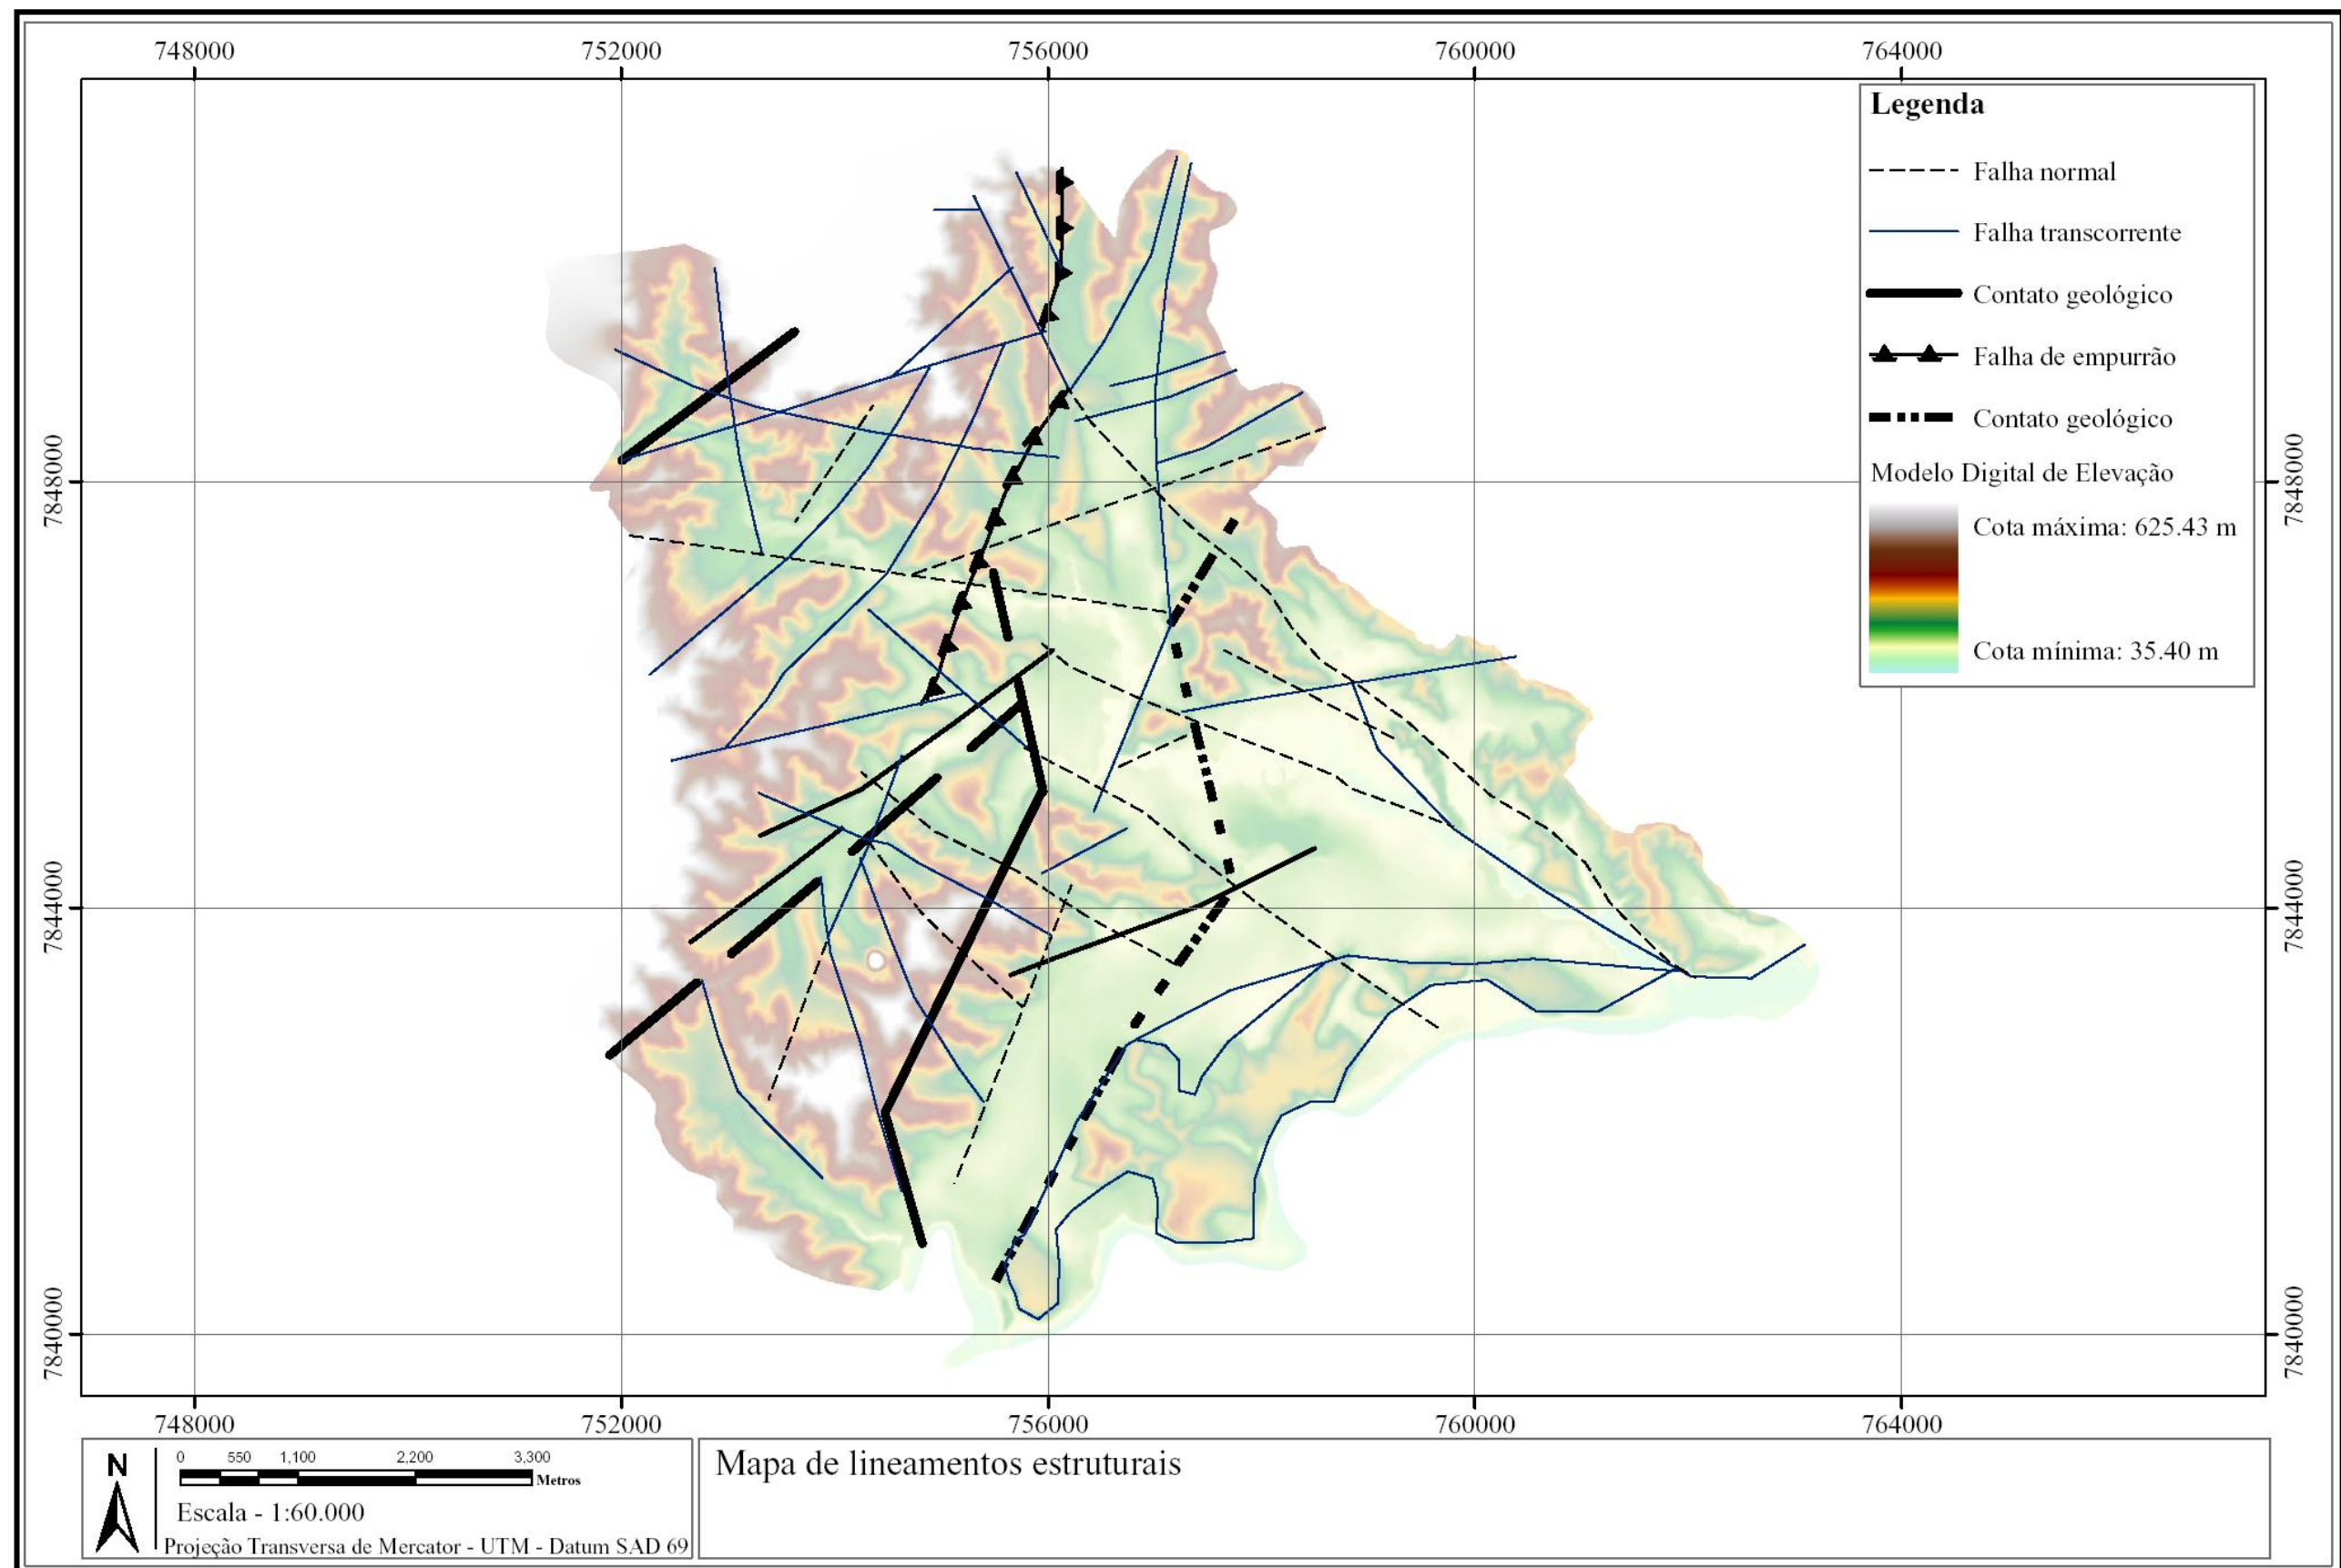 748000 752000 756000 760000 764000
Legenda
Falha normal
Falha transcorrente
Contato geológico
Falha de empurrão
Contato geológico
Modelo Digital de Elevação
Cota máxima: 625.43 m
Cota mínima: 35.40 m
7848000 7848000
7844000 7844000
7840000 7840000
748000 752000 756000 760000 764000
N
0 550 1,100 2,200 3,300
Metros
Escala - 1:60.000
Projeção Transversa de Mercator - UTM - Datum SAD 69
Mapa de lineamentos estruturais